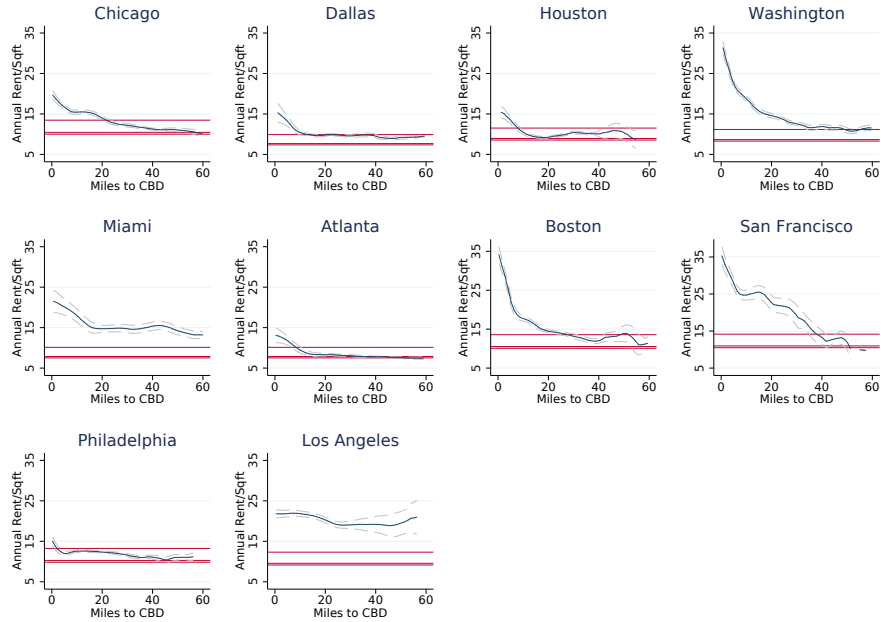 Chicago
Annual Rent/Sqft
35
25
15
5
0 20 40 60
Miles to CBD
Dallas
Annual Rent/Sqft
35
25
15
5
0 20 40 60
Miles to CBD
Houston
Annual Rent/Sqft
35
25
15
5
0 20 40 60
Miles to CBD
Washington
Annual Rent/Sqft
35
25
15
5
0 20 40 60
Miles to CBD
Miami
Annual Rent/Sqft
35
25
15
5
0 20 40 60
Miles to CBD
Atlanta
Annual Rent/Sqft
35
25
15
5
0 20 40 60
Miles to CBD
Boston
Annual Rent/Sqft
35
25
15
5
0 20 40 60
Miles to CBD
San Francisco
Annual Rent/Sqft
35
25
15
5
0 20 40 60
Miles to CBD
Philadelphia
Annual Rent/Sqft
35
25
15
5
0 20 40 60
Miles to CBD
Los Angeles
Annual Rent/Sqft
35
25
15
5
0 20 40 60
Miles to CBD